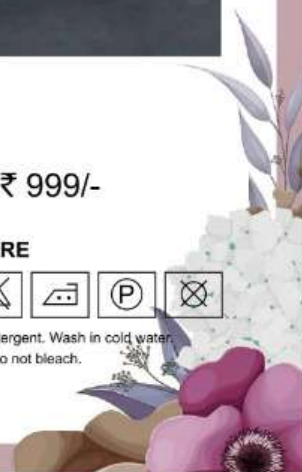 ₹ 999/-
RE
P
ergent. Wash in cold water.
o not bleach.